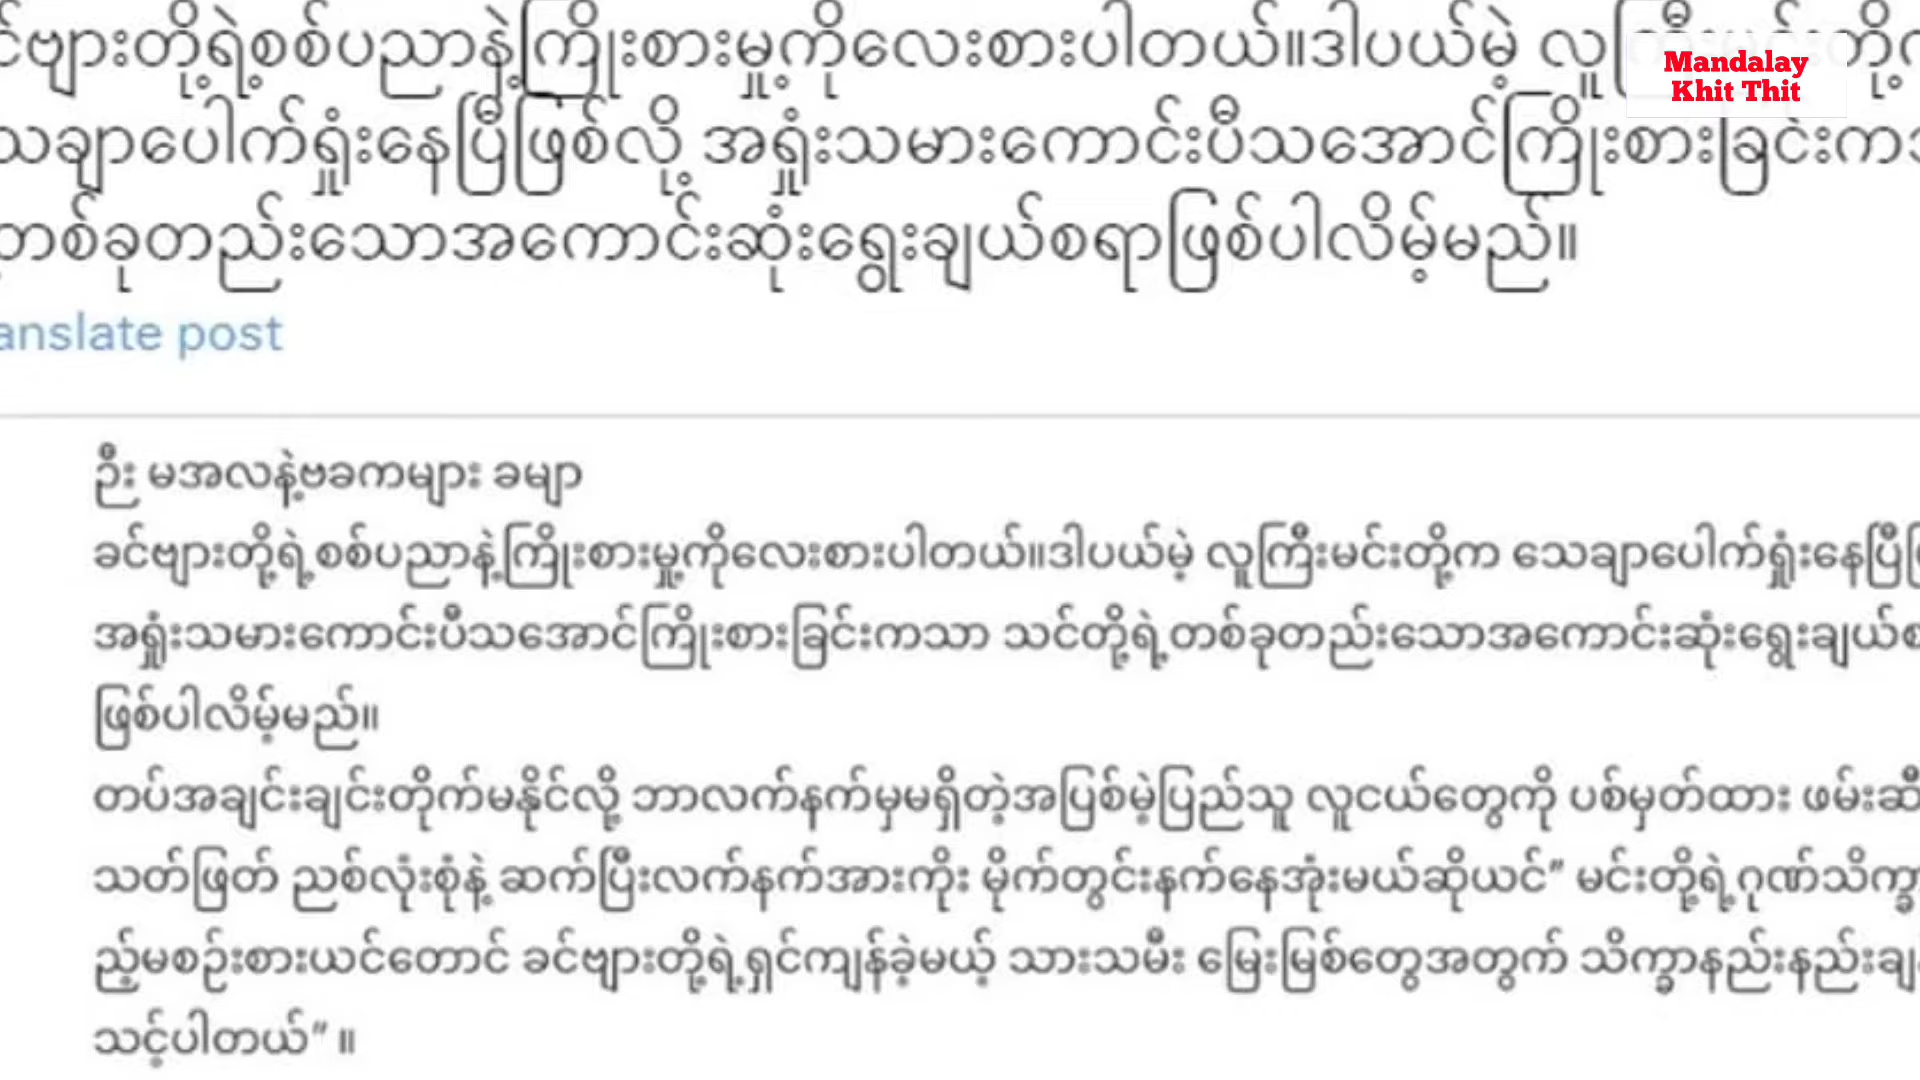 င်ဗျားတို့ရဲ့စစ်ပညာနဲ့ကြိုးစားမှု့ကိုလေးစားပါတယ်။ဒါပယ်မဲ့ လူကြီးမင်းတို့
Mandalay
Khit Thit
သချာပေါက်ရှုံးနေပြီဖြစ်လို့ အရှုံးသမားကောင်းပီသအောင်ကြိုးစားခြင်းက
တစ်ခုတည်းသောအကောင်းဆုံးရွေးချယ်စရာဖြစ်ပါလိမ့်မည်။
anslate post
ဦး မအလနဲ့ဗခကများ ခမျာ
ခင်ဗျားတို့ရဲ့စစ်ပညာနဲ့ကြိုးစားမှု့ကိုလေးစားပါတယ်။ဒါပယ်မဲ့ လူကြီးမင်းတို့က သေချာပေါက်ရှုံးနေပြီ
အရှုံးသမားကောင်းပီသအောင်ကြိုးစားခြင်းကသာ သင်တို့ရဲ့တစ်ခုတည်းသောအကောင်းဆုံးရွေးချယ်စ
ဖြစ်ပါလိမ့်မည်။
တပ်အချင်းချင်းတိုက်မနိုင်လို့ ဘာလက်နက်မှမရှိတဲ့အပြစ်မဲ့ပြည်သူ လူငယ်တွေကို ပစ်မှတ်ထား ဖမ်းဆီ
သတ်ဖြတ် ညစ်လုံးစုံနဲ့ ဆက်ပြီးလက်နက်အားကိုး မိုက်တွင်းနက်နေအုံးမယ်ဆိုယင်" မင်းတို့ရဲ့ဂုဏ်သိက္ခာ
ည့်မစဉ်းစားယင်တောင် ခင်ဗျားတို့ရဲ့ရှင်ကျန်ခဲ့မယ့် သားသမီး မြေးမြစ်တွေအတွက် သိက္ခာနည်းနည်းချ
သင့်ပါတယ်" ။